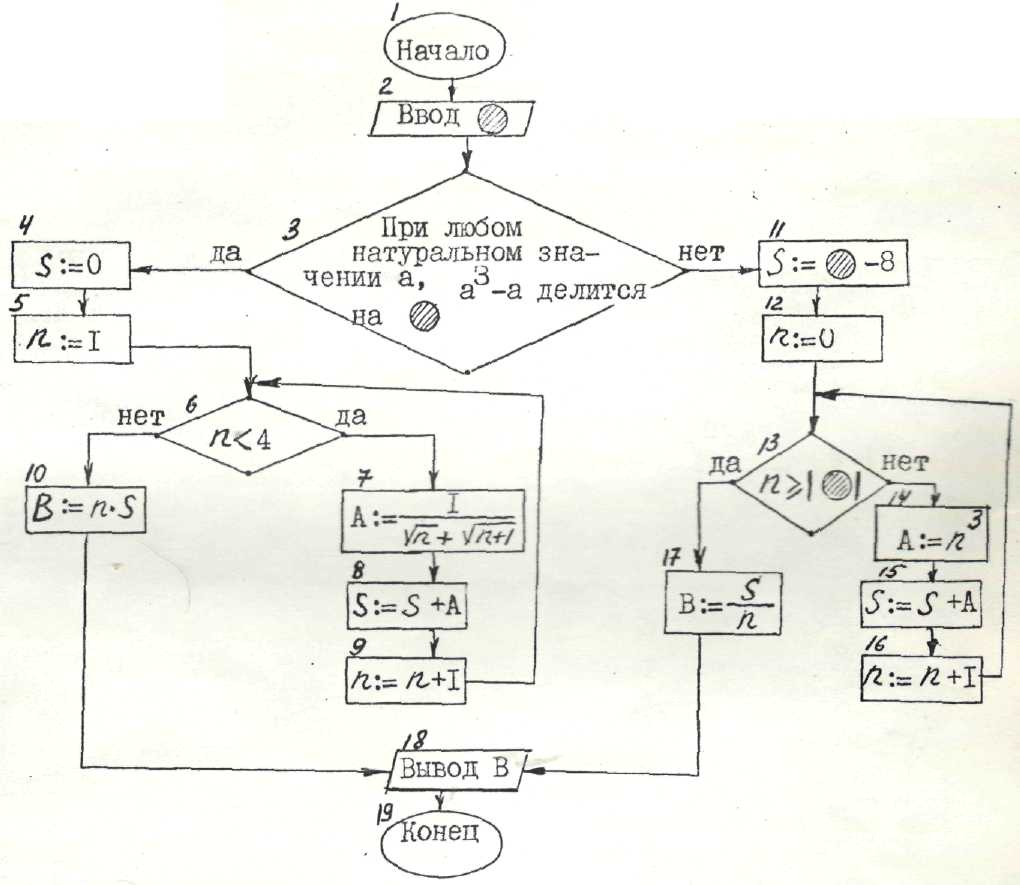 1
Начало
2
Ввод
3
При любом
натуральном зна-
чении а, а³-а делится
на
да
нет
4
S:=0
5
n:=I
6
n<4
нет
да
7
A:= I / (√n + √n+1)
8
S:=S+A
9
n:=n+I
10
B:=n·S
11
S:= -8
12
n:=0
13
n⩾| |
да
нет
14
A:=n³
15
S:=S+A
16
n:=n+I
17
B:= S / n
18
Вывод В
19
Конец